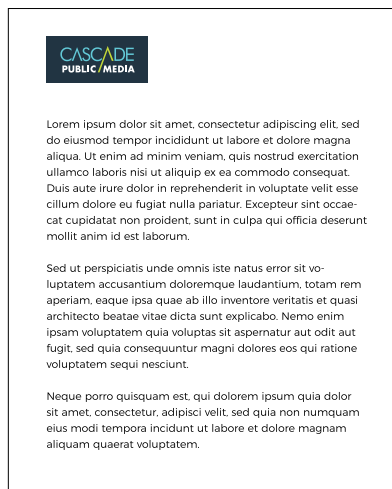 CASCADE
PUBLIC MEDIA
Lorem ipsum dolor sit amet, consectetur adipiscing elit, sed
do eiusmod tempor incididunt ut labore et dolore magna
aliqua. Ut enim ad minim veniam, quis nostrud exercitation
ullamco laboris nisi ut aliquip ex ea commodo consequat.
Duis aute irure dolor in reprehenderit in voluptate velit esse
cillum dolore eu fugiat nulla pariatur. Excepteur sint occae-
cat cupidatat non proident, sunt in culpa qui officia deserunt
mollit anim id est laborum.
Sed ut perspiciatis unde omnis iste natus error sit vo-
luptatem accusantium doloremque laudantium, totam rem
aperiam, eaque ipsa quae ab illo inventore veritatis et quasi
architecto beatae vitae dicta sunt explicabo. Nemo enim
ipsam voluptatem quia voluptas sit aspernatur aut odit aut
fugit, sed quia consequuntur magni dolores eos qui ratione
voluptatem sequi nesciunt.
Neque porro quisquam est, qui dolorem ipsum quia dolor
sit amet, consectetur, adipisci velit, sed quia non numquam
eius modi tempora incidunt ut labore et dolore magnam
aliquam quaerat voluptatem.